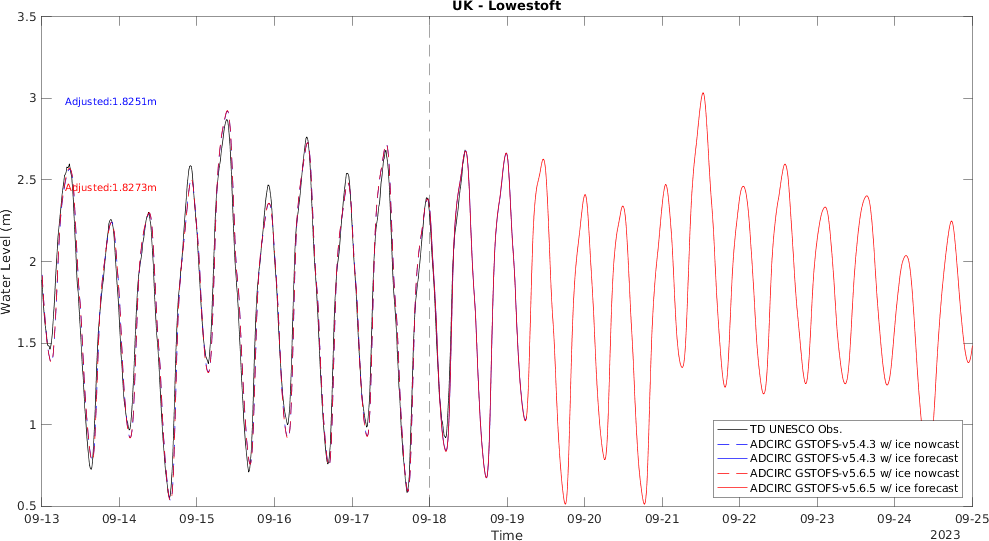 UK - Lowestoft
3.5
3
2.5
2
1.5
1
0.5
Water Level (m)
Adjusted:1.8251m
Adjusted:1.8273m
TD UNESCO Obs.
ADCIRC GSTOFS-v5.4.3 w/ ice nowcast
ADCIRC GSTOFS-v5.4.3 w/ ice forecast
ADCIRC GSTOFS-v5.6.5 w/ ice nowcast
ADCIRC GSTOFS-v5.6.5 w/ ice forecast
09-13 09-14 09-15 09-16 09-17 09-18 09-19 09-20 09-21 09-22 09-23 09-24 09-25
Time
2023